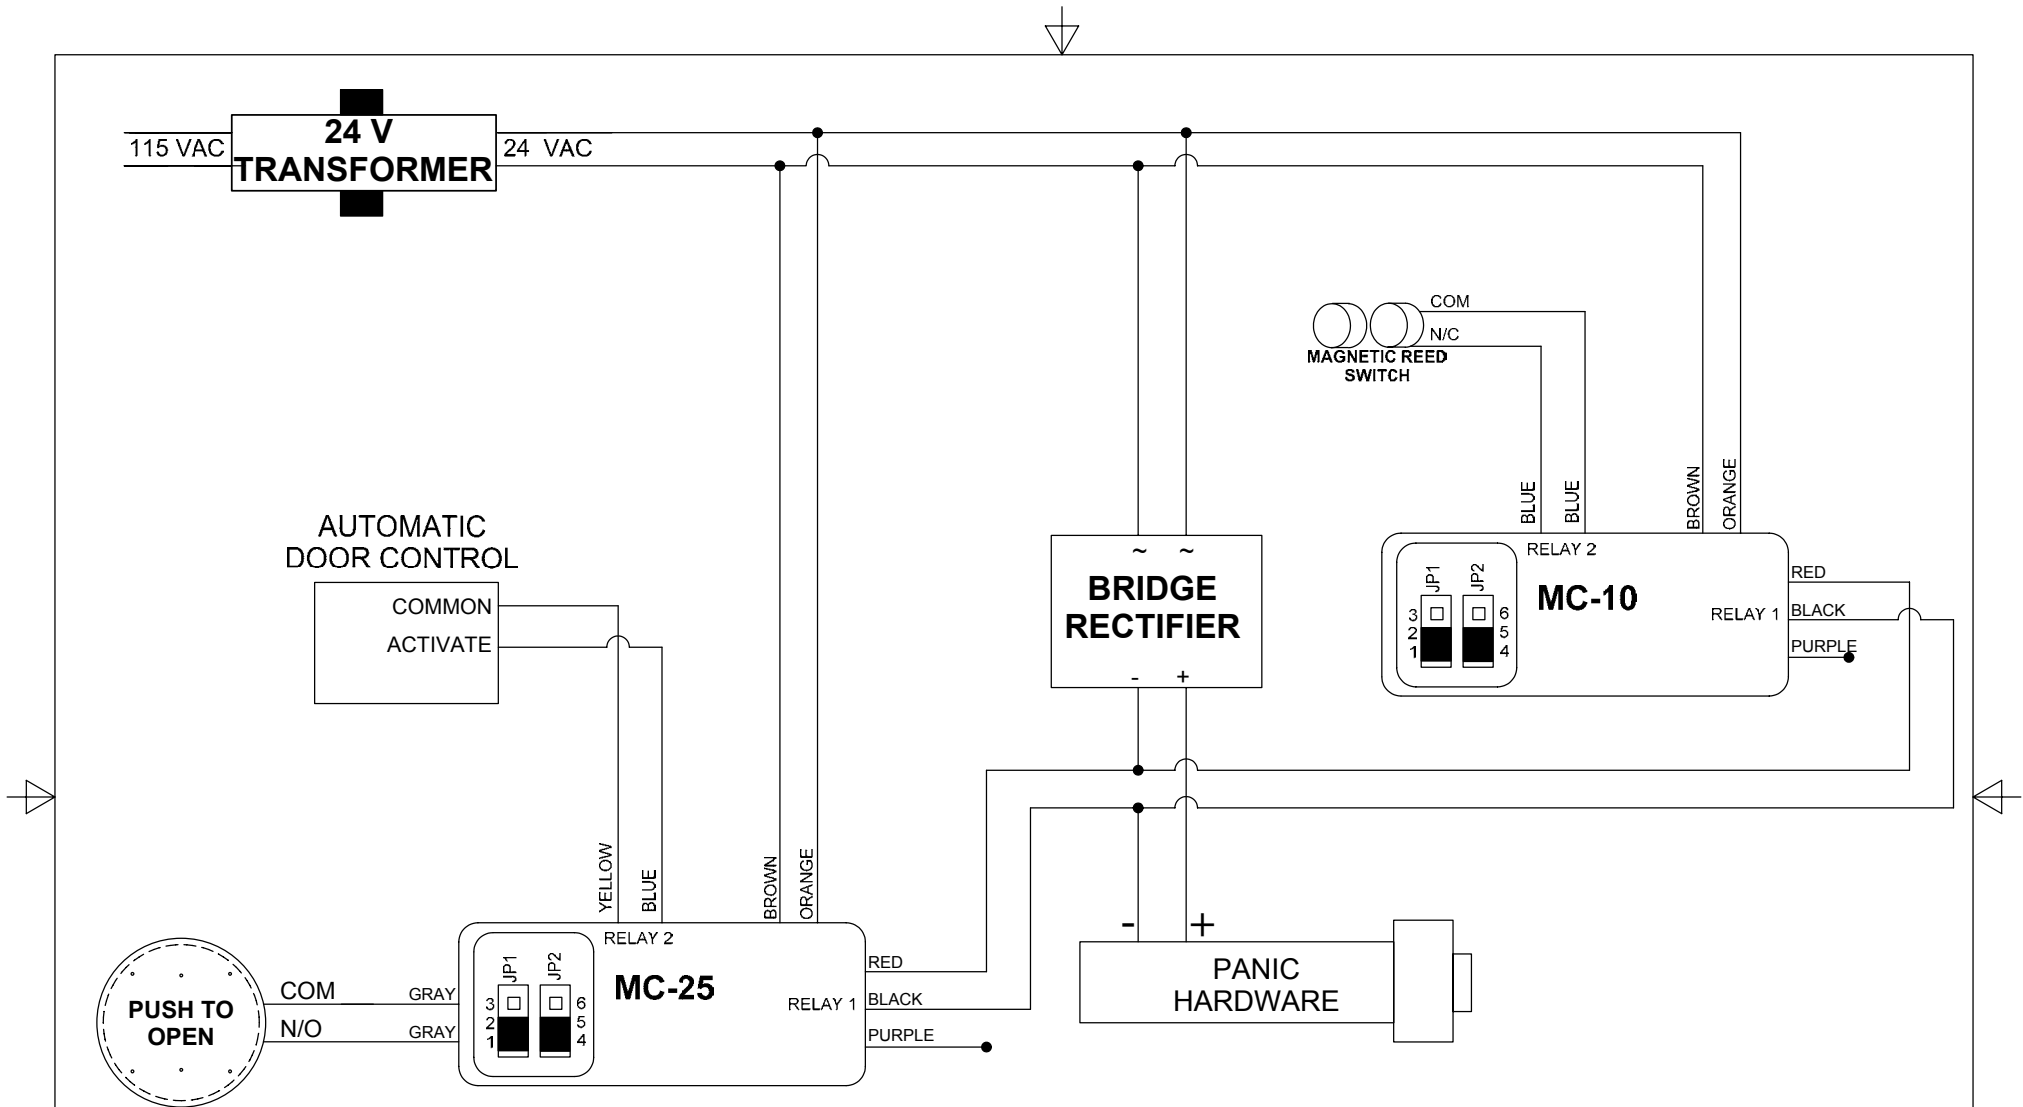 24 V
TRANSFORMER
115 VAC
24 VAC
COM
N/C
MAGNETIC REED
SWITCH
BLUE
BLUE
BROWN
ORANGE
RELAY 2
MC-10
JP1
JP2
3
2
1
6
5
4
RELAY 1
RED
BLACK
PURPLE
AUTOMATIC
DOOR CONTROL
COMMON
ACTIVATE
~ ~
BRIDGE
RECTIFIER
- +
YELLOW
BLUE
BROWN
ORANGE
RELAY 2
MC-25
JP1
JP2
3
2
1
6
5
4
RELAY 1
RED
BLACK
PURPLE
PUSH TO
OPEN
COM
N/O
GRAY
GRAY
- +
PANIC
HARDWARE